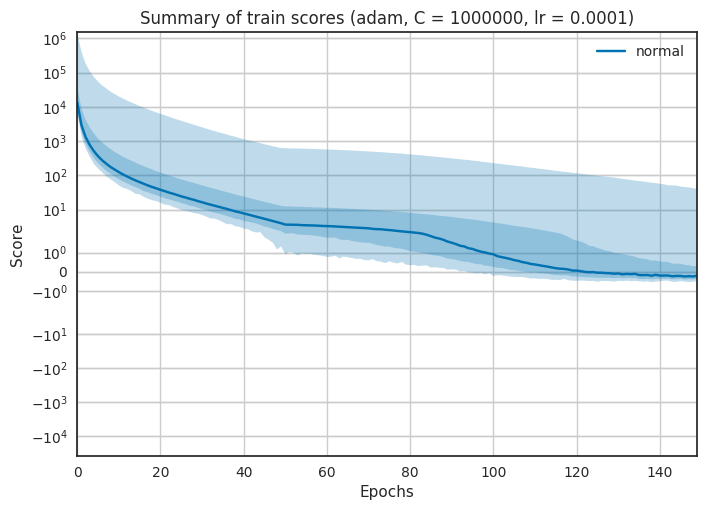 Summary of train scores (adam, C = 1000000, lr = 0.0001)
normal
Score
10⁶
10⁵
10⁴
10³
10²
10¹
10⁰
0
−10⁰
−10¹
−10²
−10³
−10⁴
0 20 40 60 80 100 120 140
Epochs